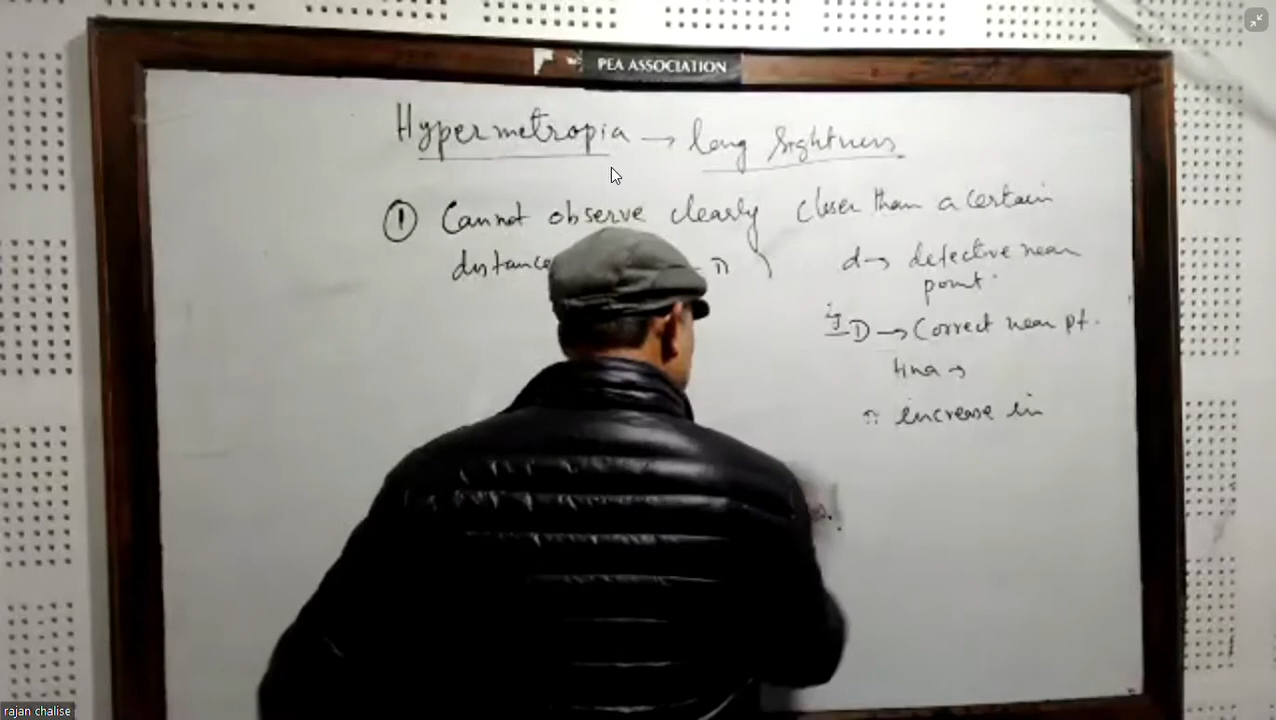 PEA ASSOCIATION
Hypermetropia → long Sightness
① Cannot observe clearly closer than a certain
distance
d → defective near
point.
D → Correct near pt.
increase in
rajan chalise